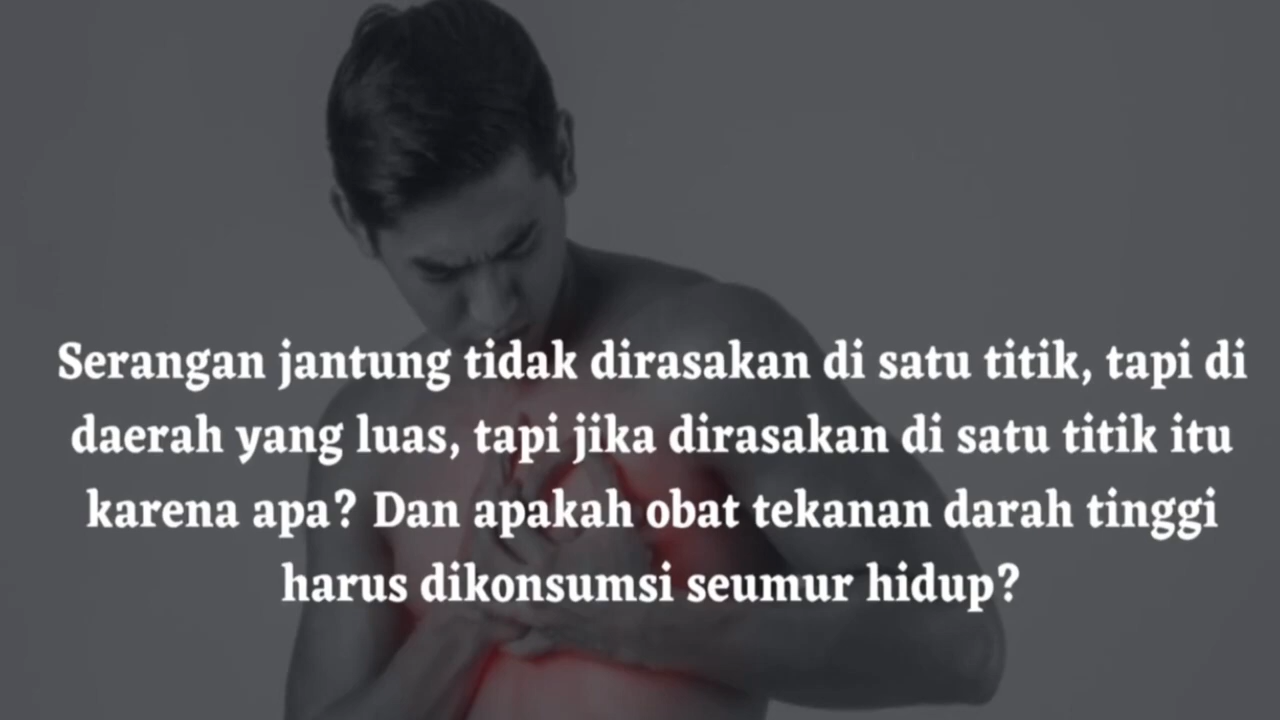 Serangan jantung tidak dirasakan di satu titik, tapi di
daerah yang luas, tapi jika dirasakan di satu titik itu
karena apa? Dan apakah obat tekanan darah tinggi
harus dikonsumsi seumur hidup?